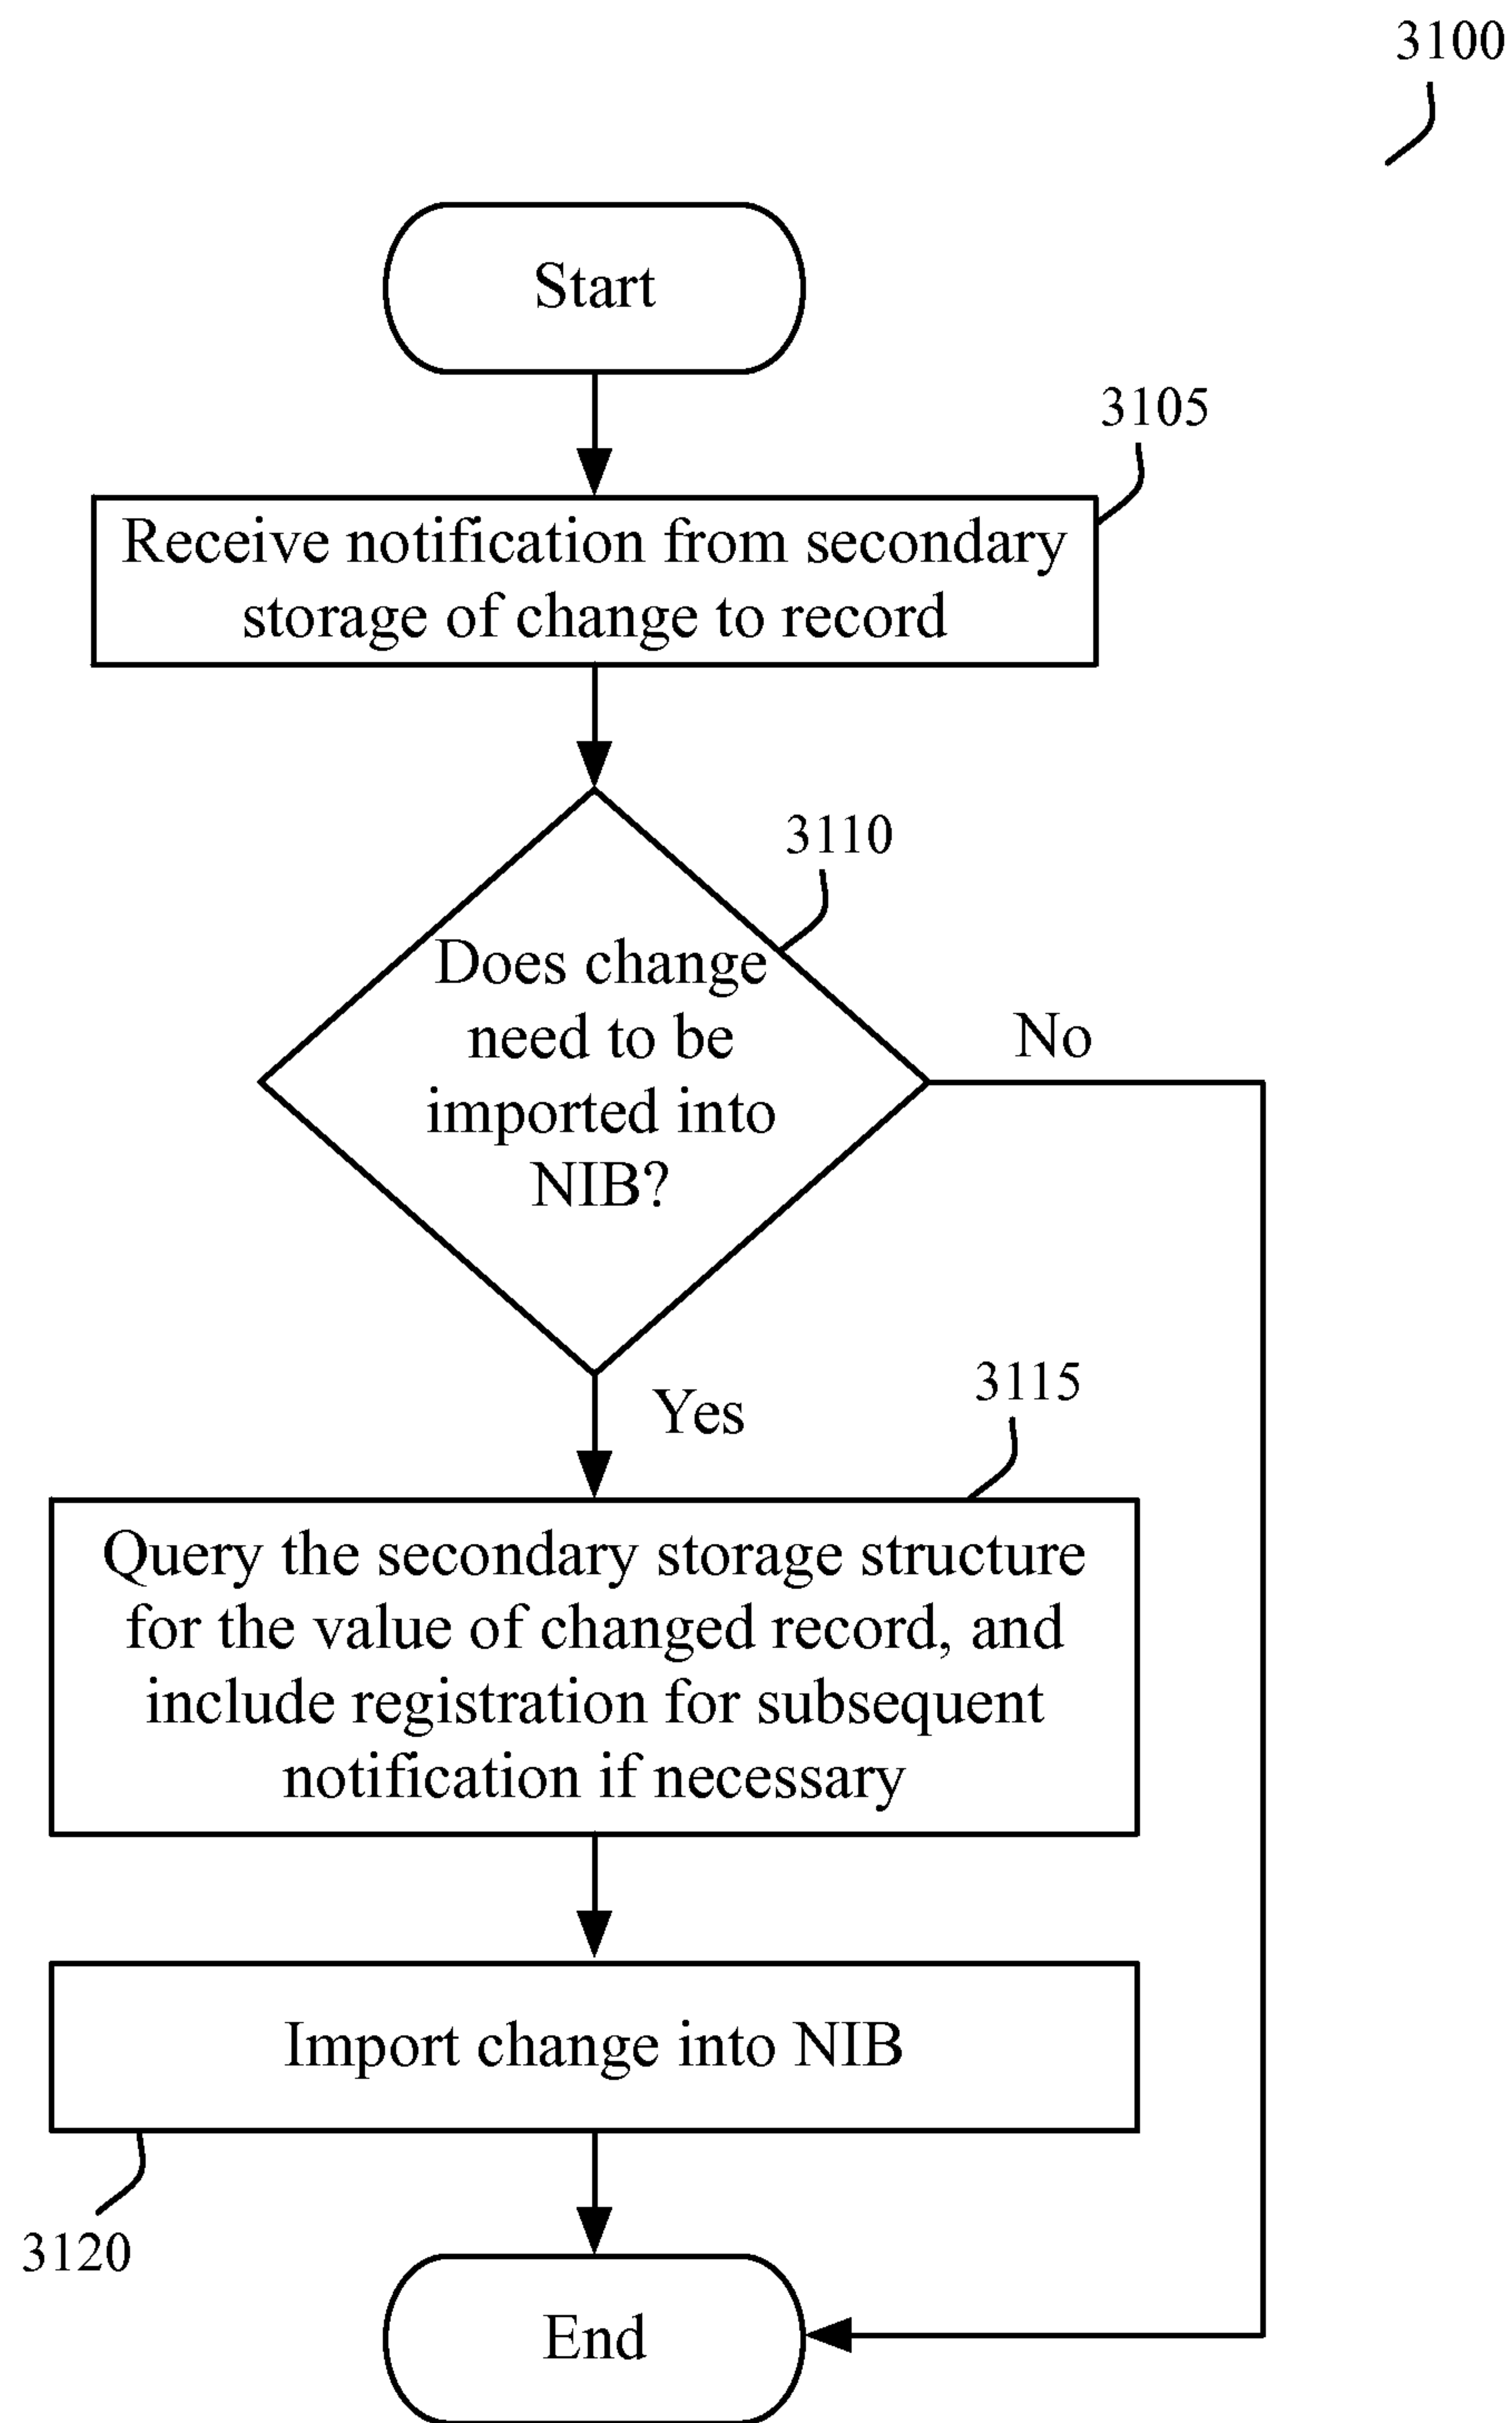 3100
Start
3105
Receive notification from secondary
storage of change to record
3110
Does change
need to be
imported into
NIB?
No
Yes
3115
Query the secondary storage structure
for the value of changed record, and
include registration for subsequent
notification if necessary
Import change into NIB
3120
End